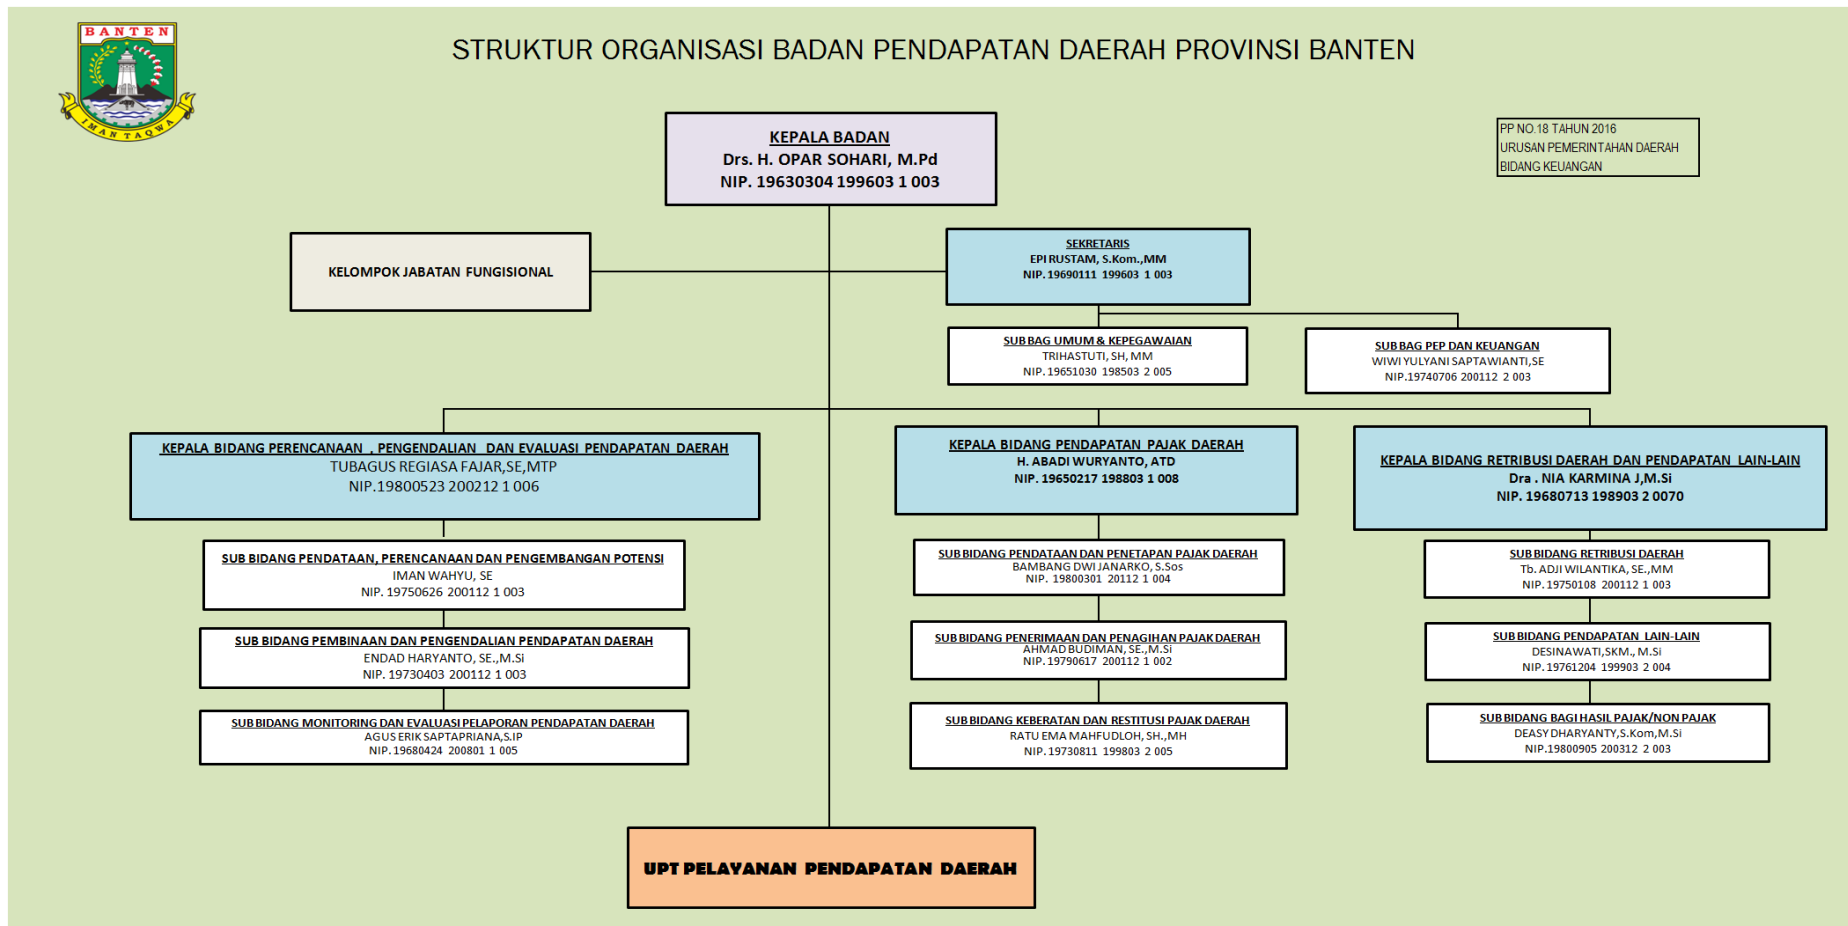 BANTEN
IMAN TAQWA
STRUKTUR ORGANISASI BADAN PENDAPATAN DAERAH PROVINSI BANTEN
PP NO.18 TAHUN 2016
URUSAN PEMERINTAHAN DAERAH
BIDANG KEUANGAN
KEPALA BADAN
Drs. H. OPAR SOHARI, M.Pd
NIP. 19630304 199603 1 003
KELOMPOK JABATAN FUNGISIONAL
SEKRETARIS
EPI RUSTAM, S.Kom.,MM
NIP. 19690111 199603 1 003
SUB BAG UMUM & KEPEGAWAIAN
TRIHASTUTI, SH, MM
NIP. 19651030 198503 2 005
SUB BAG PEP DAN KEUANGAN
WIWI YULYANI SAPTAWIANTI,SE
NIP.19740706 200112 2 003
KEPALA BIDANG PERENCANAAN , PENGENDALIAN DAN EVALUASI PENDAPATAN DAERAH
TUBAGUS REGIASA FAJAR,SE,MTP
NIP.19800523 200212 1 006
SUB BIDANG PENDATAAN, PERENCANAAN DAN PENGEMBANGAN POTENSI
IMAN WAHYU, SE
NIP. 19750626 200112 1 003
SUB BIDANG PEMBINAAN DAN PENGENDALIAN PENDAPATAN DAERAH
ENDAD HARYANTO, SE.,M.Si
NIP. 19730403 200112 1 003
SUB BIDANG MONITORING DAN EVALUASI PELAPORAN PENDAPATAN DAERAH
AGUS ERIK SAPTAPRIANA,S.IP
NIP. 19680424 200801 1 005
KEPALA BIDANG PENDAPATAN PAJAK DAERAH
H. ABADI WURYANTO, ATD
NIP. 19650217 198803 1 008
SUB BIDANG PENDATAAN DAN PENETAPAN PAJAK DAERAH
BAMBANG DWI JANARKO, S.Sos
NIP. 19800301 20112 1 004
SUB BIDANG PENERIMAAN DAN PENAGIHAN PAJAK DAERAH
AHMAD BUDIMAN, SE.,M.Si
NIP.19790617 200112 1 002
SUB BIDANG KEBERATAN DAN RESTITUSI PAJAK DAERAH
RATU EMA MAHFUDLOH, SH.,MH
NIP. 19730811 199803 2 005
KEPALA BIDANG RETRIBUSI DAERAH DAN PENDAPATAN LAIN-LAIN
Dra . NIA KARMINA J,M.Si
NIP. 19680713 198903 2 0070
SUB BIDANG RETRIBUSI DAERAH
Tb. ADJI WILANTIKA, SE.,MM
NIP. 19750108 200112 1 003
SUB BIDANG PENDAPATAN LAIN-LAIN
DESINAWATI,SKM., M.Si
NIP. 19761204 199903 2 004
SUB BIDANG BAGI HASIL PAJAK/NON PAJAK
DEASY DHARYANTY,S.Kom,M.Si
NIP.19800905 200312 2 003
UPT PELAYANAN PENDAPATAN DAERAH